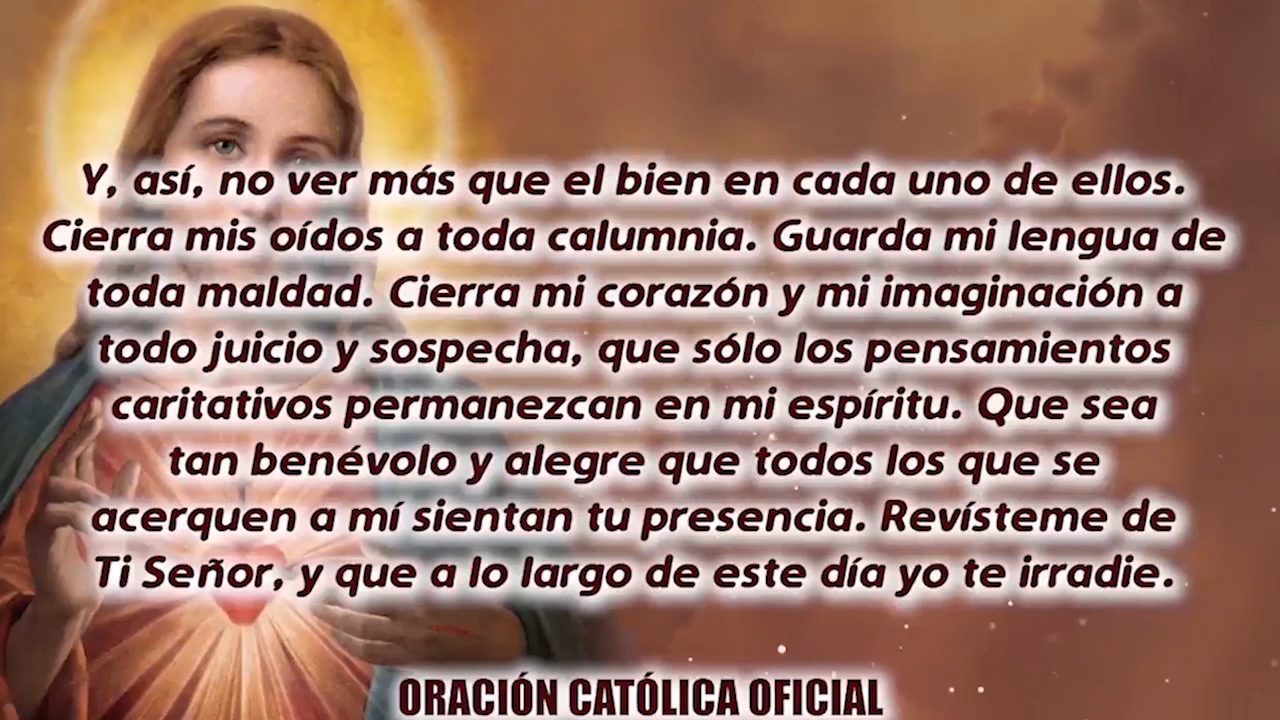 Y, así, no ver más que el bien en cada uno de ellos.
Cierra mis oídos a toda calumnia. Guarda mi lengua de
toda maldad. Cierra mi corazón y mi imaginación a
todo juicio y sospecha, que sólo los pensamientos
caritativos permanezcan en mi espíritu. Que sea
tan benévolo y alegre que todos los que se
acerquen a mí sientan tu presencia. Revísteme de
Ti Señor, y que a lo largo de este día yo te irradie.
ORACIÓN CATÓLICA OFICIAL